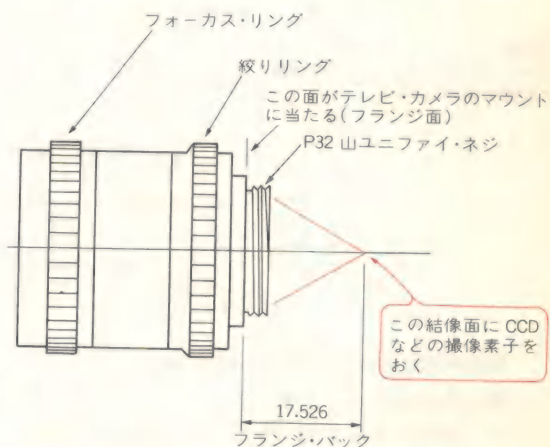 フォーカス・リング
絞りリング
この面がテレビ・カメラのマウント
に当たる(フランジ面)
P32 山ユニファイ・ネジ
この結像面に CCD
などの撮像素子を
おく
17.526
フランジ・バック